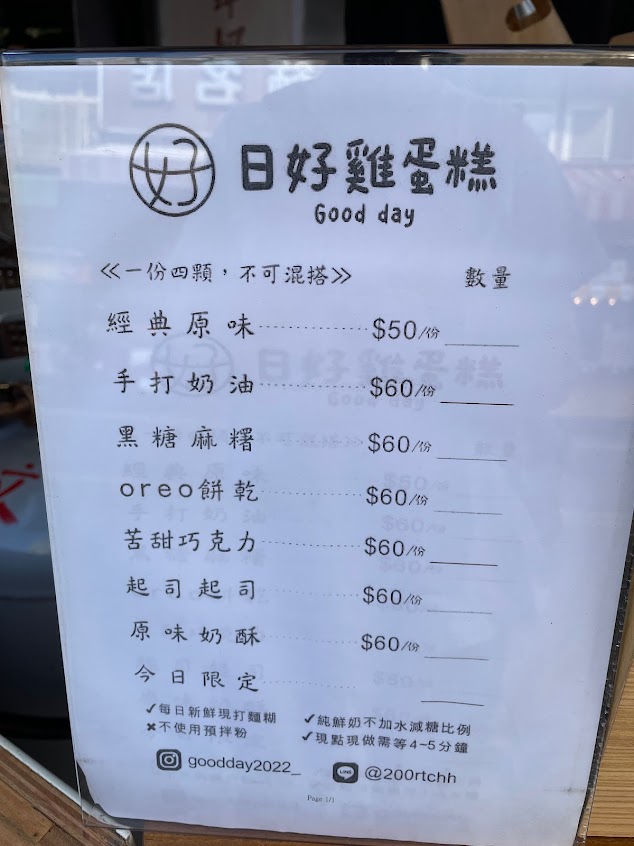 好 日好雞蛋糕
Good day
≪一份四顆,不可混搭≫ 數量
經典原味 $50/份
手打奶油 $60/份
黑糖麻糬 $60/份
oreo餅乾 $60/份
苦甜巧克力 $60/份
起司起司 $60/份
原味奶酥 $60/份
今日限定
✓每日新鮮現打麵糊
✖不使用預拌粉
✓純鮮奶不加水減糖比例
✓現點現做需等4~5分鐘
goodday2022_
LINE @200rtchh
Page 1/1